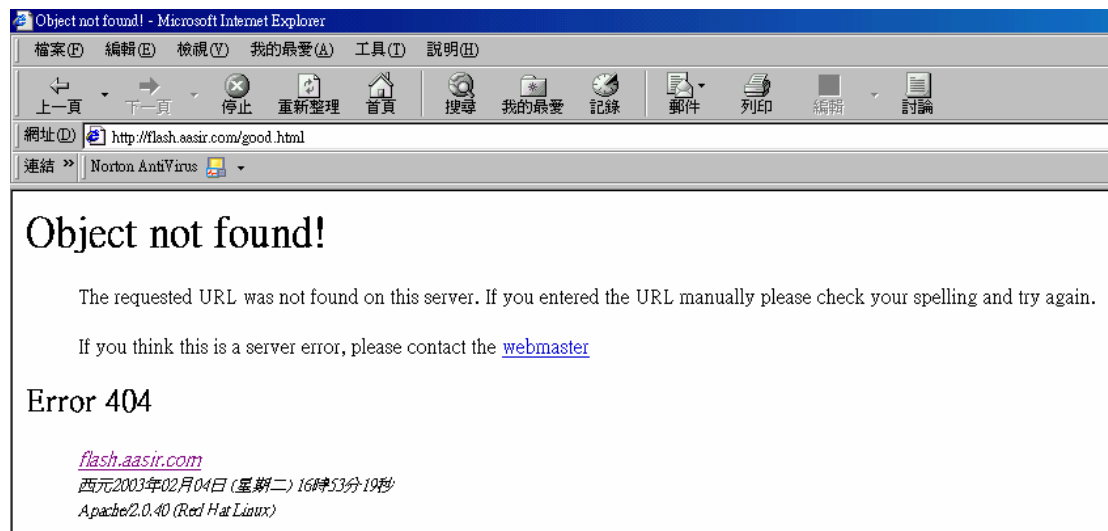 Object not found! - Microsoft Internet Explorer
檔案(F) 編輯(E) 檢視(V) 我的最愛(A) 工具(T) 說明(H)
上一頁 下一頁 停止 重新整理 首頁 搜尋 我的最愛 記錄 郵件 列印 編輯 討論
網址(D) http://flash.aasir.com/good.html
連結 » Norton AntiVirus
Object not found!
The requested URL was not found on this server. If you entered the URL manually please check your spelling and try again.
If you think this is a server error, please contact the webmaster
Error 404
flash.aasir.com
西元2003年02月04日 (星期二) 16時53分19秒
Apache/2.0.40 (Red Hat Linux)